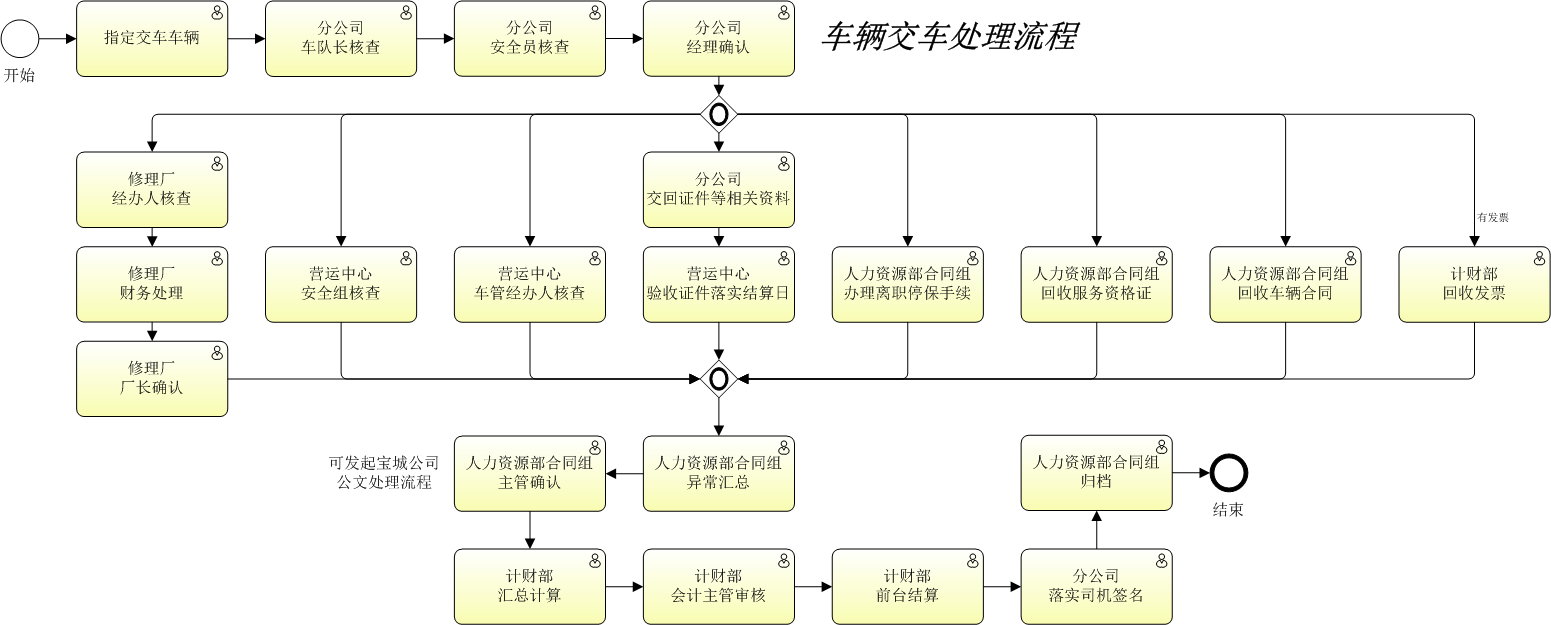 车辆交车处理流程
开始
指定交车车辆
分公司
车队长核查
分公司
安全员核查
分公司
经理确认
修理厂
经办人核查
分公司
交回证件等相关资料
有发票
修理厂
财务处理
营运中心
安全组核查
营运中心
车管经办人核查
营运中心
验收证件落实结算日
人力资源部合同组
办理离职停保手续
人力资源部合同组
回收服务资格证
人力资源部合同组
回收车辆合同
计财部
回收发票
修理厂
厂长确认
可发起宝城公司
公文处理流程
人力资源部合同组
主管确认
人力资源部合同组
异常汇总
人力资源部合同组
归档
结束
计财部
汇总计算
计财部
会计主管审核
计财部
前台结算
分公司
落实司机签名